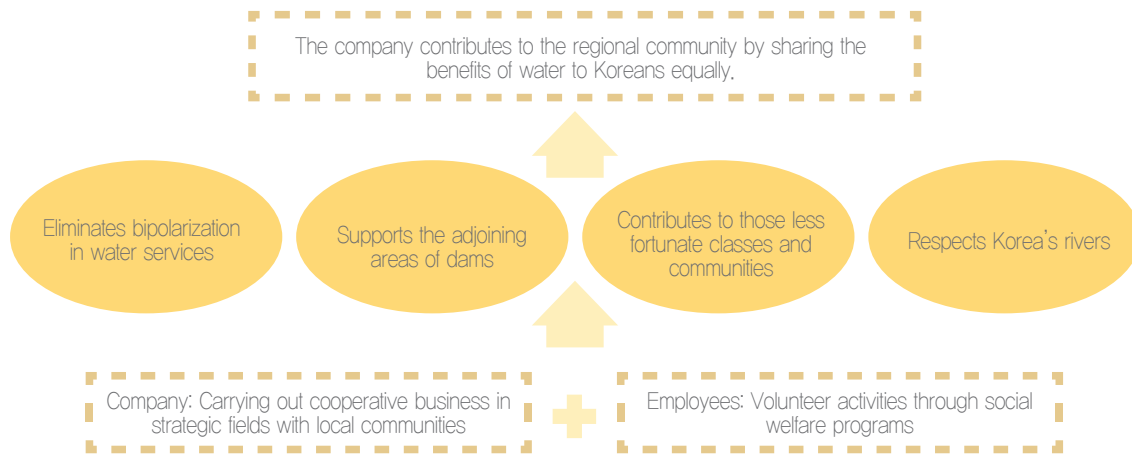 The company contributes to the regional community by sharing the
benefits of water to Koreans equally.
Eliminates bipolarization
in water services
Supports the adjoining
areas of dams
Contributes to those less
fortunate classes and
communities
Respects Korea's rivers
Company: Carrying out cooperative business in
strategic fields with local communities
Employees: Volunteer activities through social
welfare programs